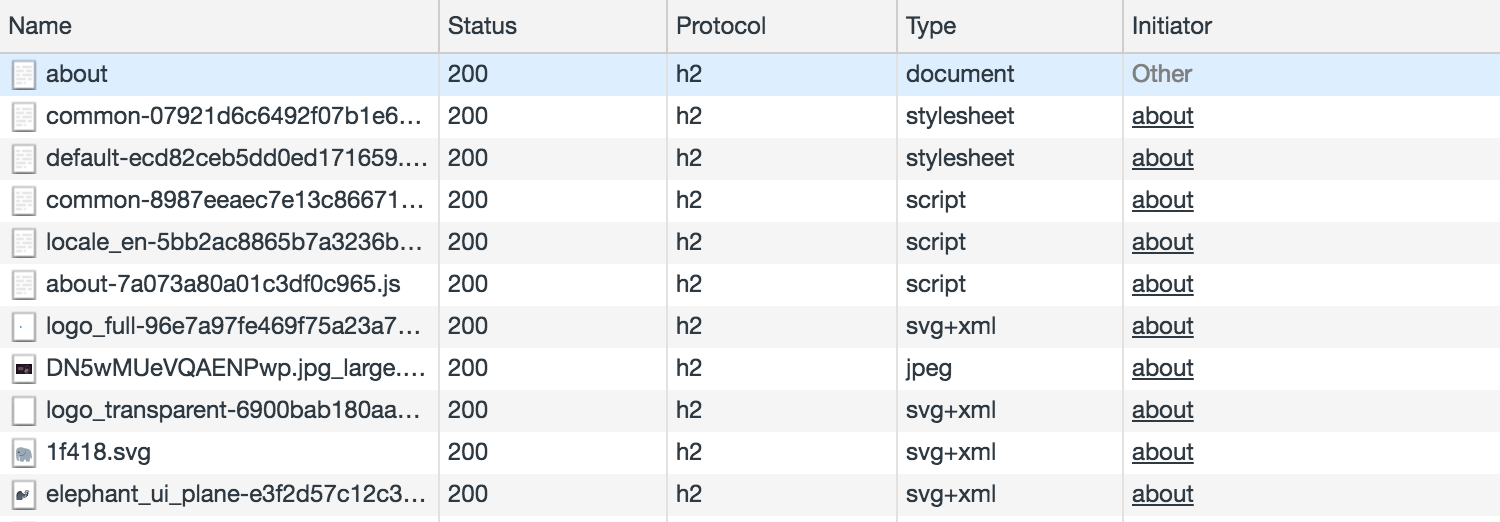 Name Status Protocol Type Initiator
about 200 h2 document Other
common-07921d6c6492f07b1e6... 200 h2 stylesheet about
default-ecd82ceb5dd0ed171659.... 200 h2 stylesheet about
common-8987eeaec7e13c86671... 200 h2 script about
locale_en-5bb2ac8865b7a3236b... 200 h2 script about
about-7a073a80a01c3df0c965.js 200 h2 script about
logo_full-96e7a97fe469f75a23a7... 200 h2 svg+xml about
DN5wMUeVQAENPwp.jpg_large.... 200 h2 jpeg about
logo_transparent-6900bab180aa... 200 h2 svg+xml about
1f418.svg 200 h2 svg+xml about
elephant_ui_plane-e3f2d57c12c3... 200 h2 svg+xml about